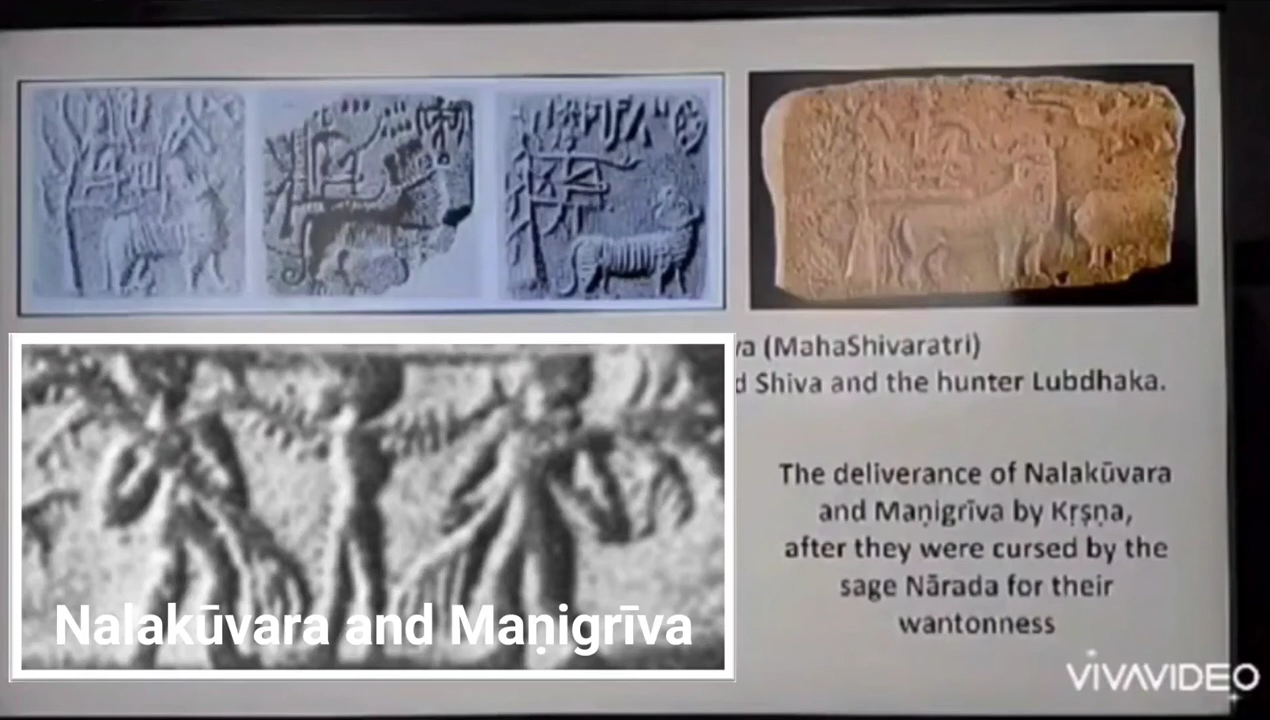 va (MahaShivaratri)
d Shiva and the hunter Lubdhaka.
The deliverance of Nalakūvara
and Maṇigrīva by Kṛṣṇa,
after they were cursed by the
sage Nārada for their
wantonness
Nalakūvara and Maṇigrīva
VIVAVIDEO